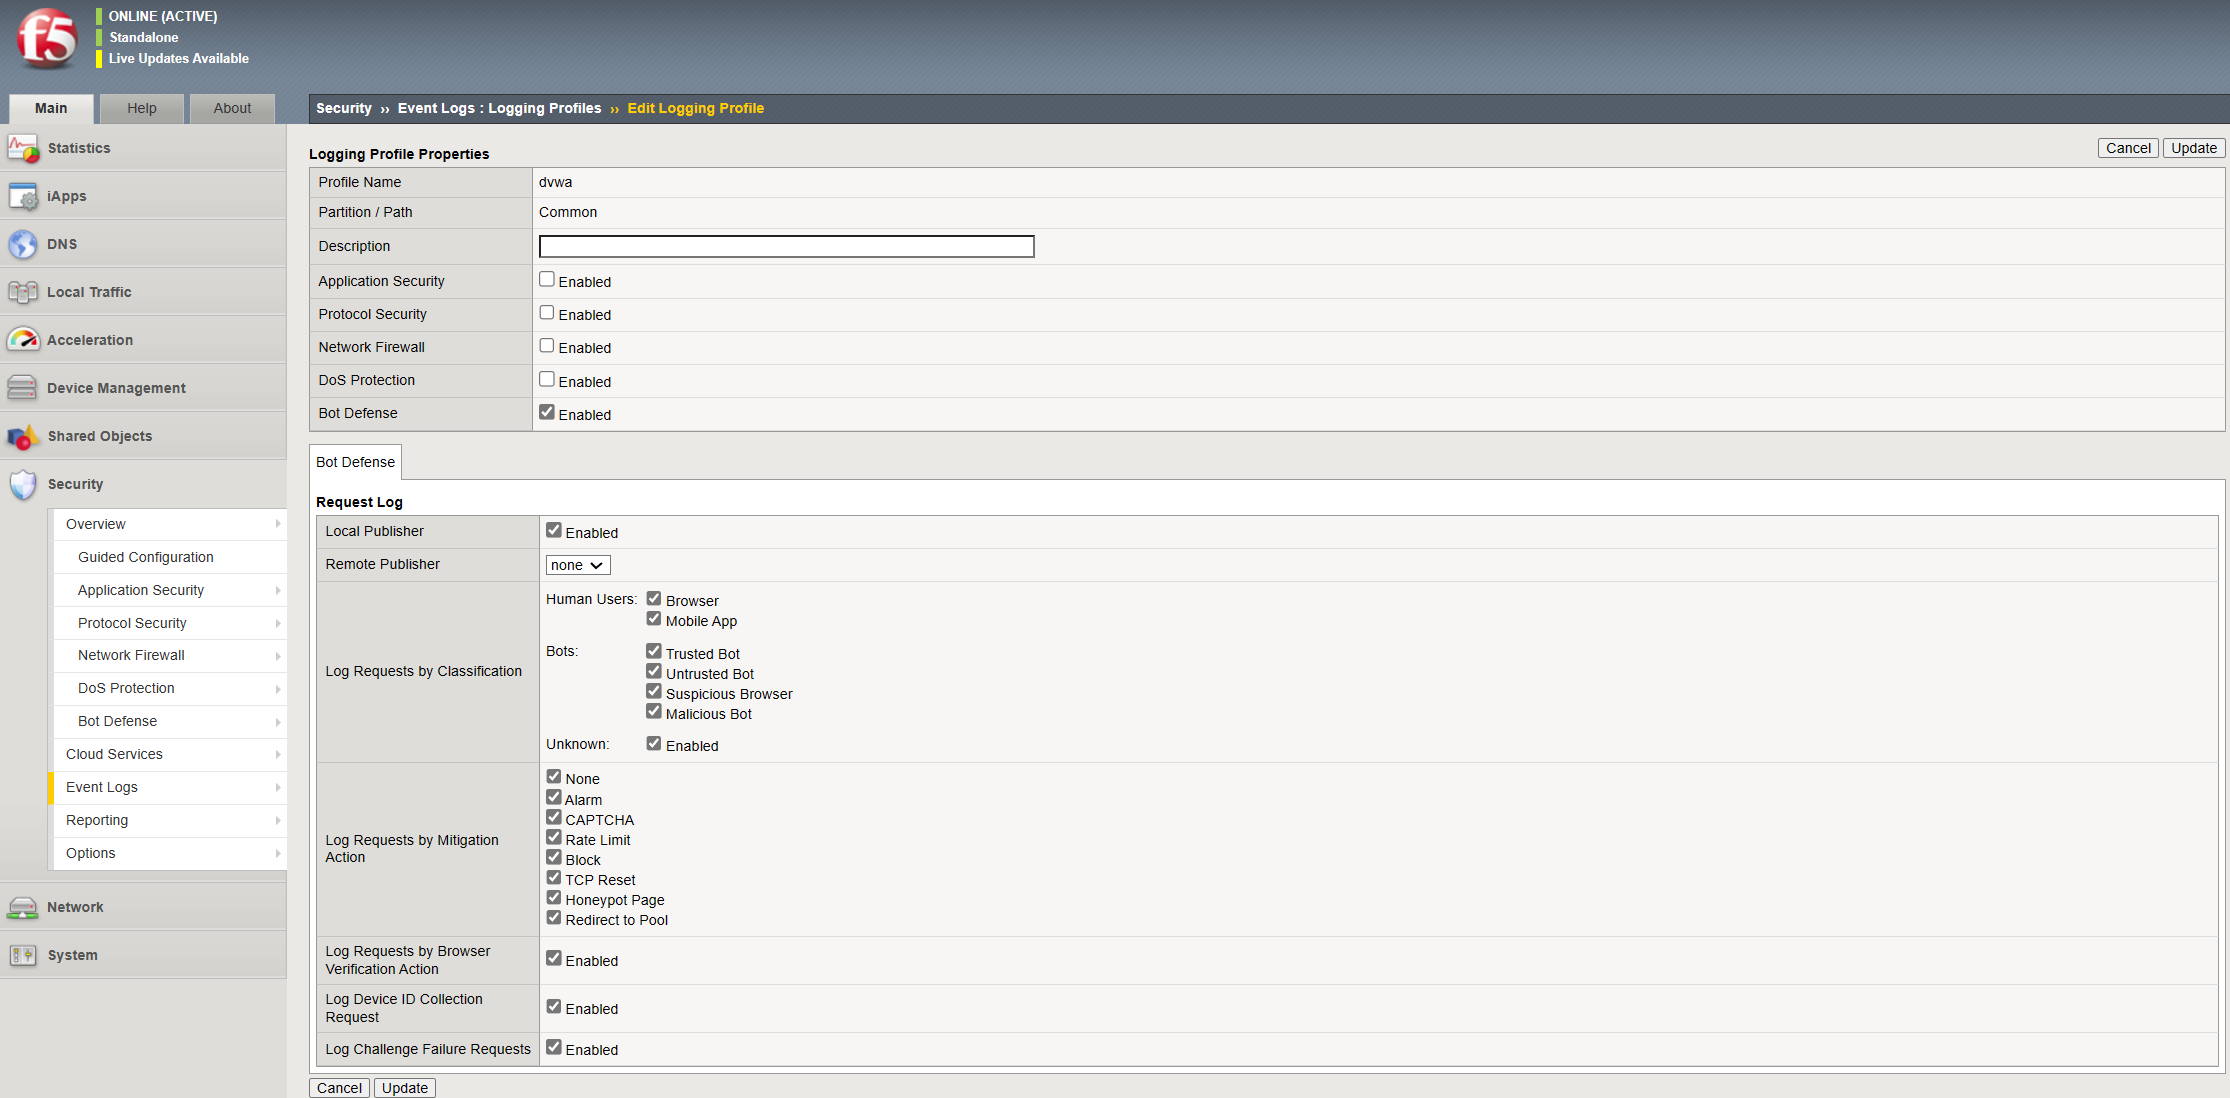 f5
ONLINE (ACTIVE)
Standalone
Live Updates Available
Main
Help
About
Security ›› Event Logs : Logging Profiles ›› Edit Logging Profile
Statistics
iApps
DNS
Local Traffic
Acceleration
Device Management
Shared Objects
Security
Overview
Guided Configuration
Application Security
Protocol Security
Network Firewall
DoS Protection
Bot Defense
Cloud Services
Event Logs
Reporting
Options
Network
System
Logging Profile Properties
Cancel Update
Profile Name dvwa
Partition / Path Common
Description
Application Security Enabled
Protocol Security Enabled
Network Firewall Enabled
DoS Protection Enabled
Bot Defense Enabled
Bot Defense
Request Log
Local Publisher Enabled
Remote Publisher none
Log Requests by Classification
Human Users: Browser
Mobile App
Bots: Trusted Bot
Untrusted Bot
Suspicious Browser
Malicious Bot
Unknown: Enabled
Log Requests by Mitigation
Action
None
Alarm
CAPTCHA
Rate Limit
Block
TCP Reset
Honeypot Page
Redirect to Pool
Log Requests by Browser
Verification Action
Enabled
Log Device ID Collection
Request
Enabled
Log Challenge Failure Requests Enabled
Cancel Update